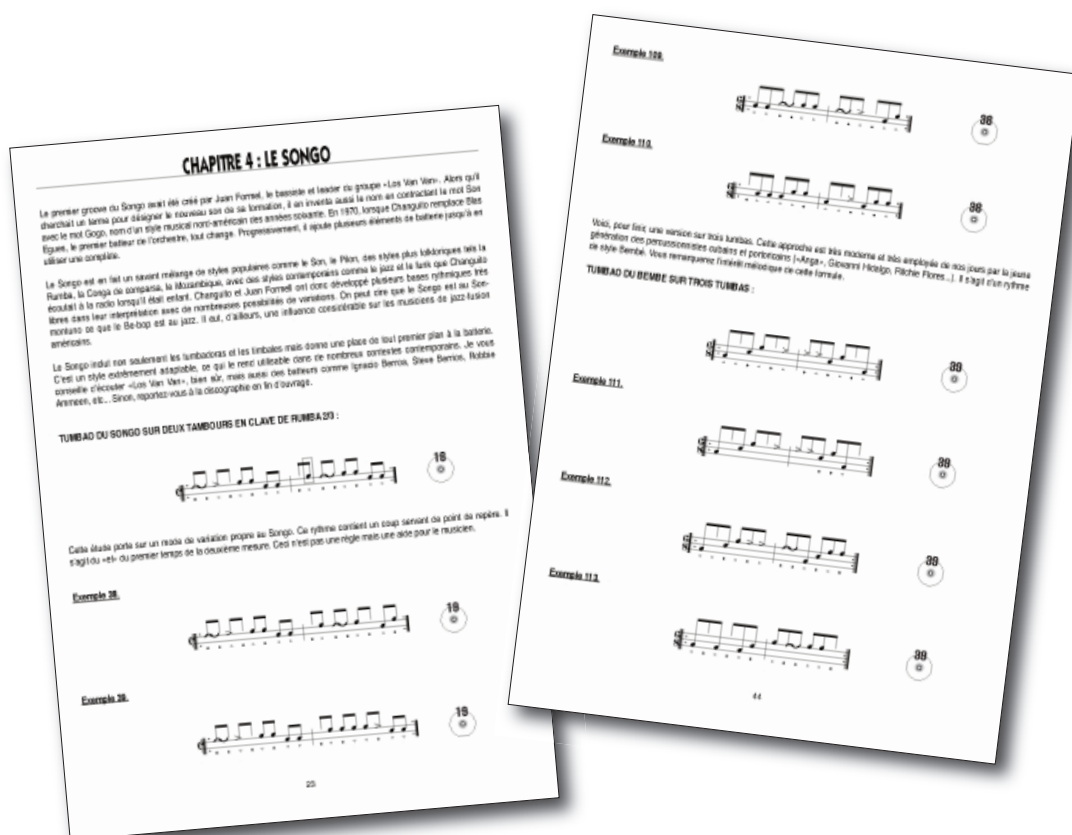 CHAPITRE 4 : LE SONGO
Le premier groove du Songo avait été créé par Juan Formel, le bassiste et leader du groupe «Los Van Van». Alors qu'il
cherchait un terme pour désigner le nouveau son de sa formation, il en inventa aussi le nom en contractant le mot Son
avec le mot Gogo, nom d'un style musical nord-américain des années soixante. En 1970, lorsque Changuito remplace Blas
Egues, le premier batteur de l'orchestre, tout change. Progressivement, il ajoute plusieurs éléments de batterie jusqu'à en
utiliser une complète.
Le Songo est en fait un savant mélange de styles populaires comme le Son, le Pilon, des styles plus folkloriques tels la
Rumba, la Conga de comparsa, le Mozambique, avec des styles contemporains comme le jazz et le funk que Changuito
écoutait à la radio lorsqu'il était enfant. Changuito et Juan Formell ont donc développé plusieurs bases rythmiques très
libres dans leur interprétation avec de nombreuses possibilités de variations. On peut dire que le Songo est au Son-
montuno ce que le Be-bop est au jazz. Il eut, d'ailleurs, une influence considérable sur les musiciens de jazz-fusion
américains.
Le Songo inclut non seulement les tumbadoras et les timbales mais donne une place de tout premier plan à la batterie.
C'est un style extrêmement adaptable, ce qui le rend utilisable dans de nombreux contextes contemporains. Je vous
conseille d'écouter «Los Van Van», bien sûr, mais aussi des batteurs comme Ignacio Berroa, Steve Berrios, Robbie
Ammeen, etc... Sinon, reportez-vous à la discographie en fin d'ouvrage.
TUMBAO DU SONGO SUR DEUX TAMBOURS EN CLAVE DE RUMBA 2/3 :
18
Cette étude porte sur un mode de variation propre au Songo. Ce rythme contient un coup servant de point de repère. Il
s'agit du «et» du premier temps de la deuxième mesure. Ceci n'est pas une règle mais une aide pour le musicien.
Exemple 38.
19
Exemple 39.
19
23
Exemple 109.
38
Exemple 110.
38
Voici, pour finir, une version sur trois tumbas. Cette approche est très moderne et très employée de nos jours par la jeune
génération des percussionnistes cubains et portoricains («Anga», Giovanni Hidalgo, Ritchie Flores...). Il s'agit d'un rythme
de style Bembé. Vous remarquerez l'intérêt mélodique de cette formule.
TUMBAO DU BEMBE SUR TROIS TUMBAS :
39
Exemple 111.
39
Exemple 112.
39
Exemple 113.
39
44